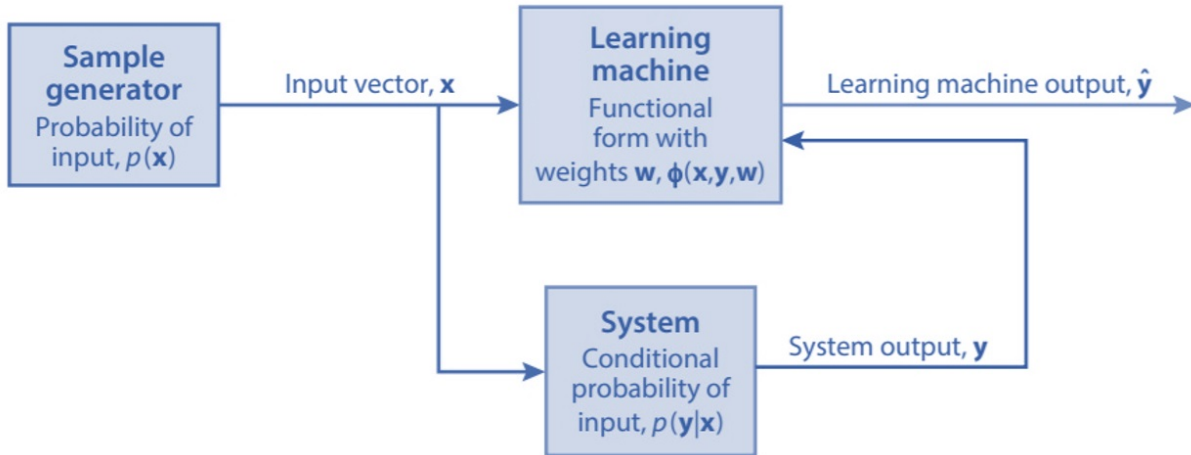 Sample
generator
Probability of
input, p(x)
Input vector, x
Learning
machine
Functional
form with
weights w, ϕ(x,y,w)
Learning machine output, ŷ
System
Conditional
probability of
input, p(y|x)
System output, y